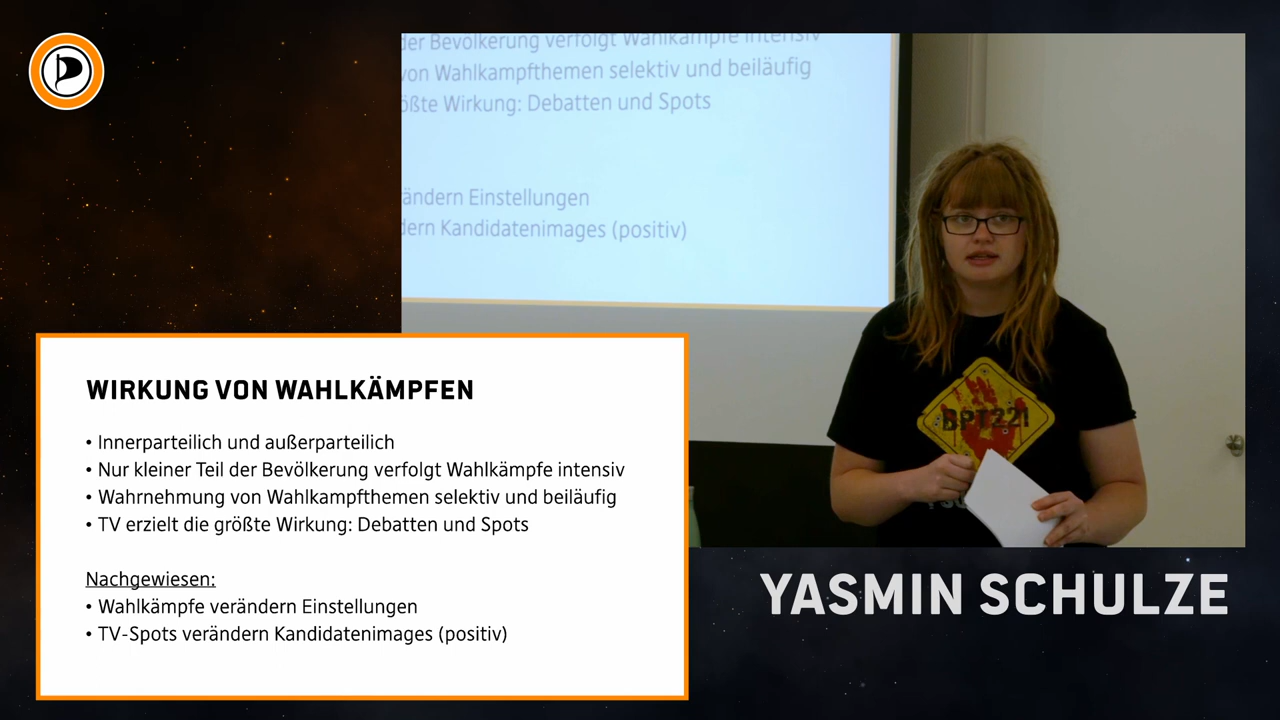 der Bevölkerung verfolgt Wahlkämpfe intensiv
von Wahlkampfthemen selektiv und beiläufig
ößte Wirkung: Debatten und Spots
ändern Einstellungen
dern Kandidatenimages (positiv)
BPT221
WIRKUNG VON WAHLKÄMPFEN
• Innerparteilich und außerparteilich
• Nur kleiner Teil der Bevölkerung verfolgt Wahlkämpfe intensiv
• Wahrnehmung von Wahlkampfthemen selektiv und beiläufig
• TV erzielt die größte Wirkung: Debatten und Spots
Nachgewiesen:
• Wahlkämpfe verändern Einstellungen
• TV-Spots verändern Kandidatenimages (positiv)
YASMIN SCHULZE